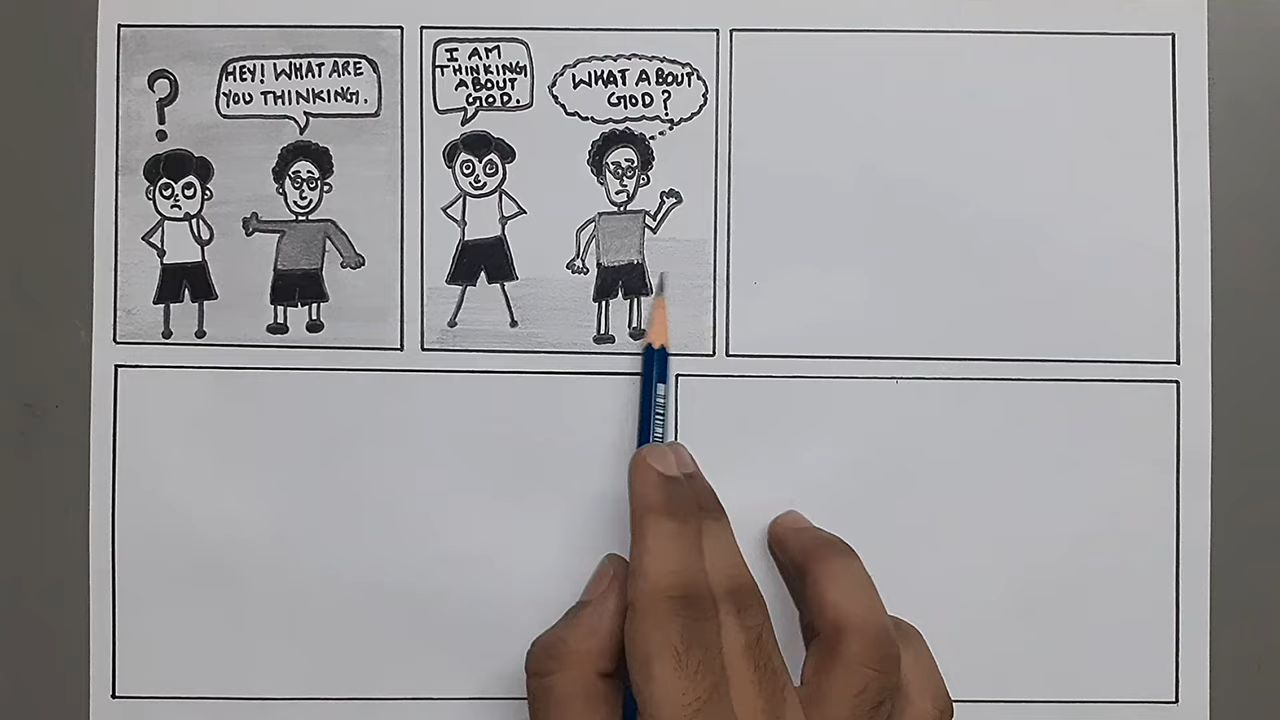 ?
HEY! WHAT ARE
YOU THINKING.
I AM
THINKING
ABOUT
GOD.
WHAT ABOUT
GOD?